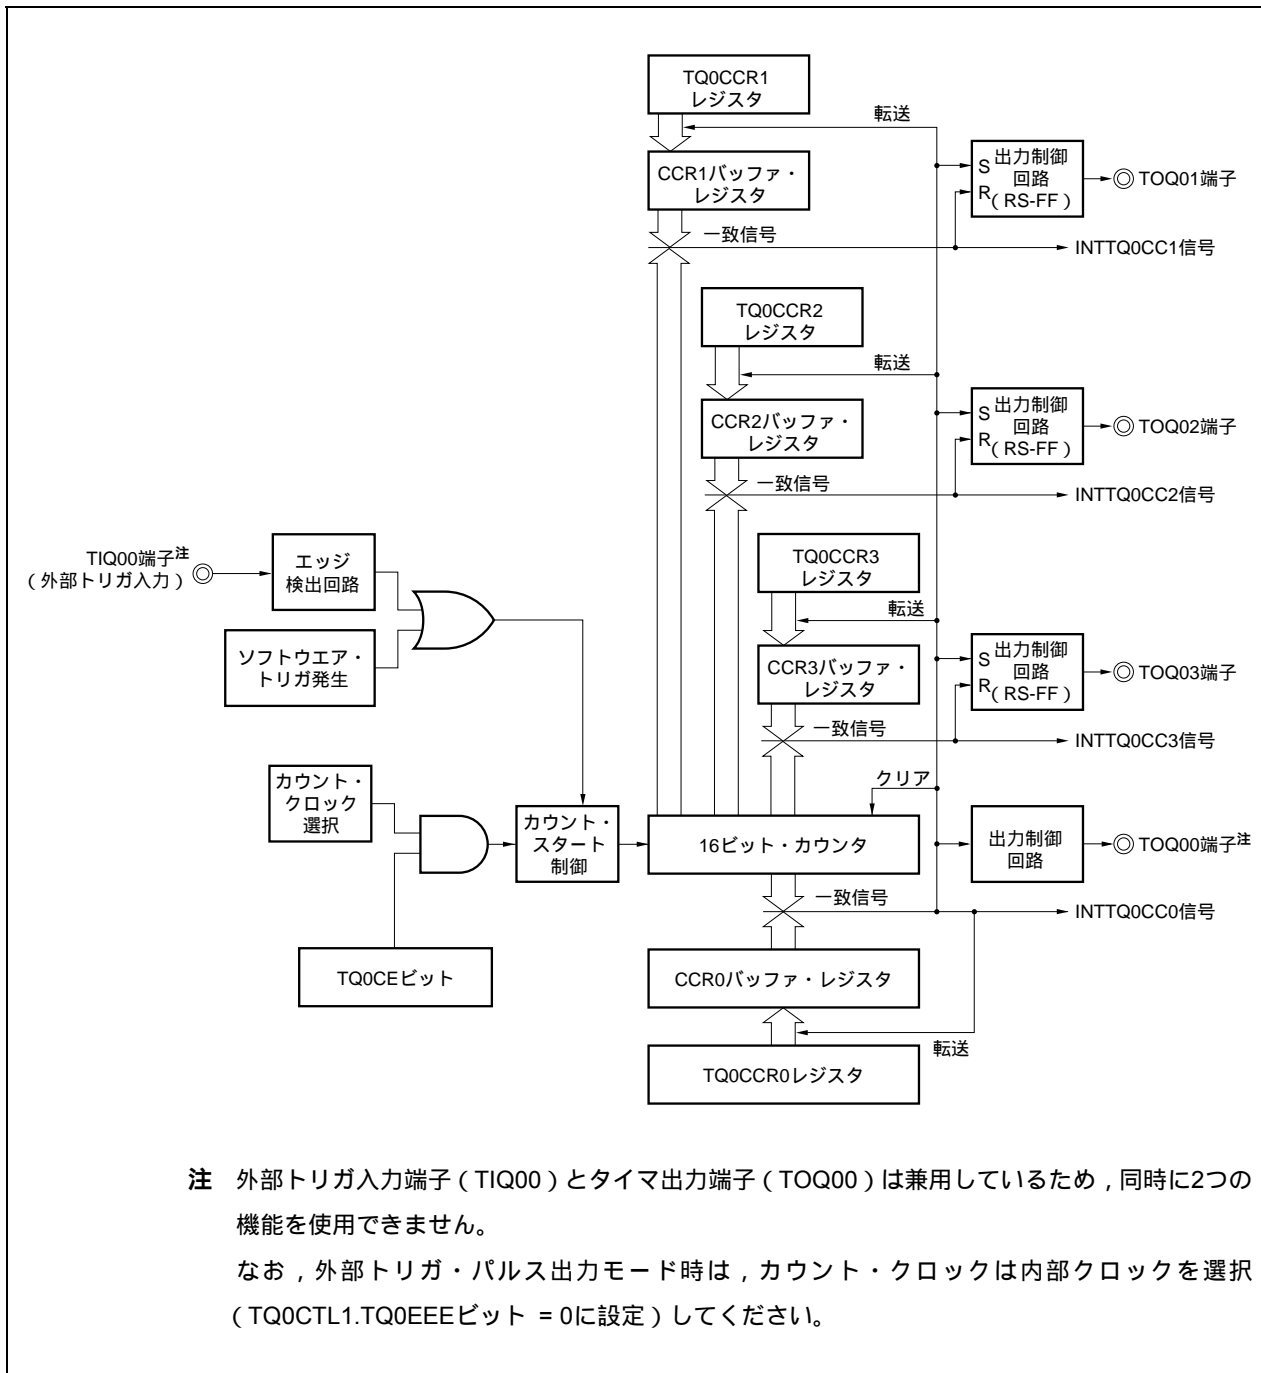 TQ0CCR1
レジスタ
転送
CCR1バッファ・
レジスタ
S 出力制御
回路
R（RS-FF）
TOQ01端子
一致信号
INTTQ0CC1信号
TQ0CCR2
レジスタ
転送
CCR2バッファ・
レジスタ
S 出力制御
回路
R（RS-FF）
TOQ02端子
一致信号
INTTQ0CC2信号
TIQ00端子注
（外部トリガ入力）
エッジ
検出回路
ソフトウエア・
トリガ発生
TQ0CCR3
レジスタ
転送
CCR3バッファ・
レジスタ
S 出力制御
回路
R（RS-FF）
TOQ03端子
一致信号
INTTQ0CC3信号
カウント・
クロック
選択
カウント・
スタート
制御
クリア
16ビット・カウンタ
出力制御
回路
TOQ00端子注
一致信号
INTTQ0CC0信号
TQ0CEビット
CCR0バッファ・レジスタ
転送
TQ0CCR0レジスタ
注 外部トリガ入力端子（TIQ00）とタイマ出力端子（TOQ00）は兼用しているため，同時に2つの
機能を使用できません。
なお，外部トリガ・パルス出力モード時は，カウント・クロックは内部クロックを選択
（TQ0CTL1.TQ0EEEビット = 0に設定）してください。